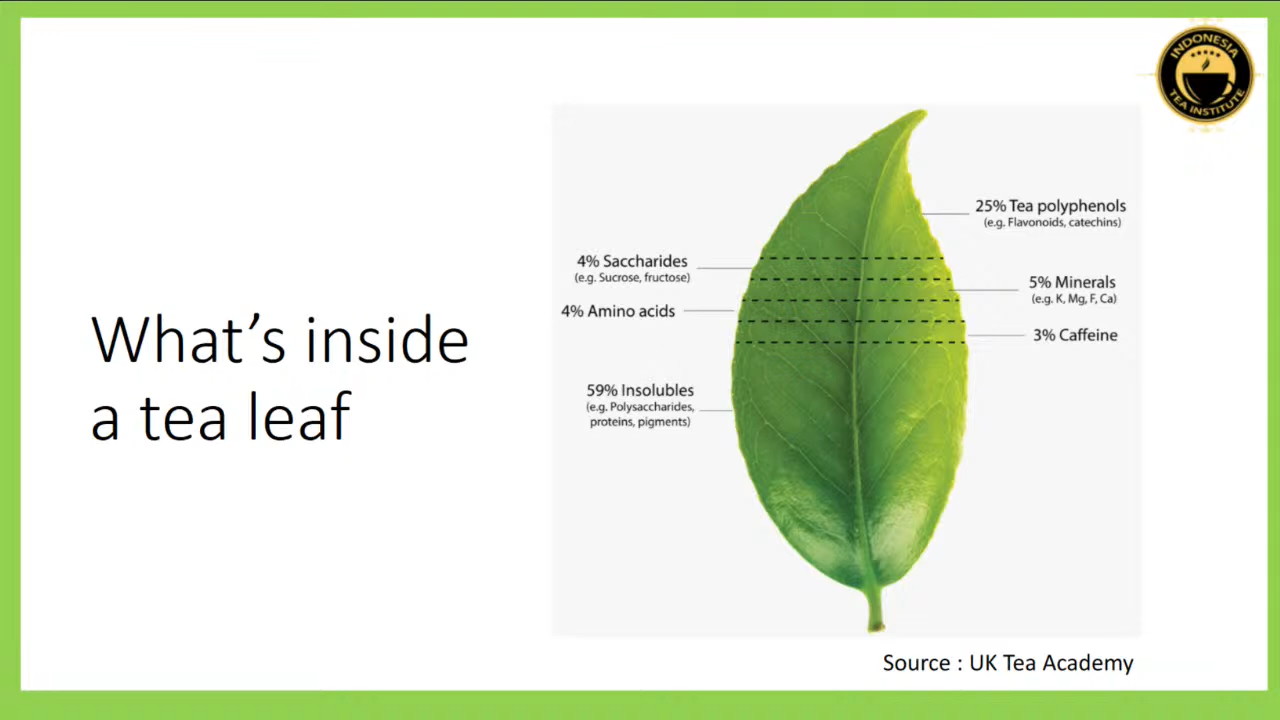 INDONESIA
TEA INSTITUTE
What's inside
a tea leaf
25% Tea polyphenols
(e.g. Flavonoids, catechins)
4% Saccharides
(e.g. Sucrose, fructose)
5% Minerals
(e.g. K, Mg, F, Ca)
4% Amino acids
3% Caffeine
59% Insolubles
(e.g. Polysaccharides,
proteins, pigments)
Source : UK Tea Academy